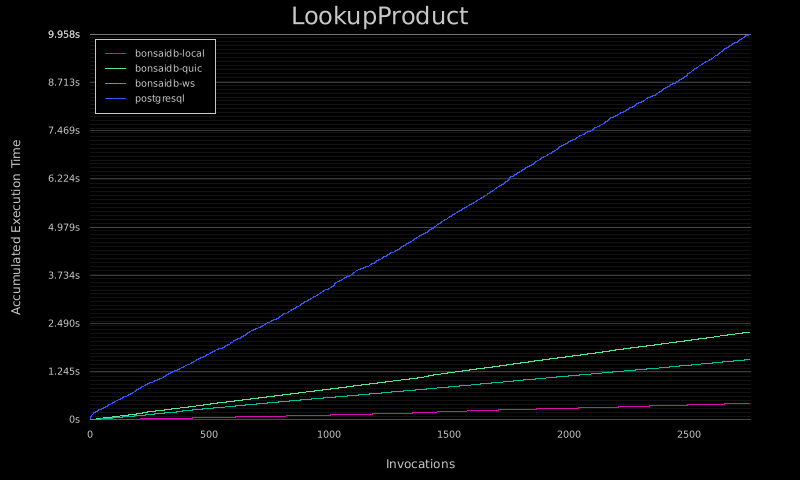 LookupProduct
9.958s
8.713s
7.469s
6.224s
4.979s
3.734s
2.490s
1.245s
0s
bonsaidb-local
bonsaidb-quic
bonsaidb-ws
postgresql
Accumulated Execution Time
0 500 1000 1500 2000 2500
Invocations